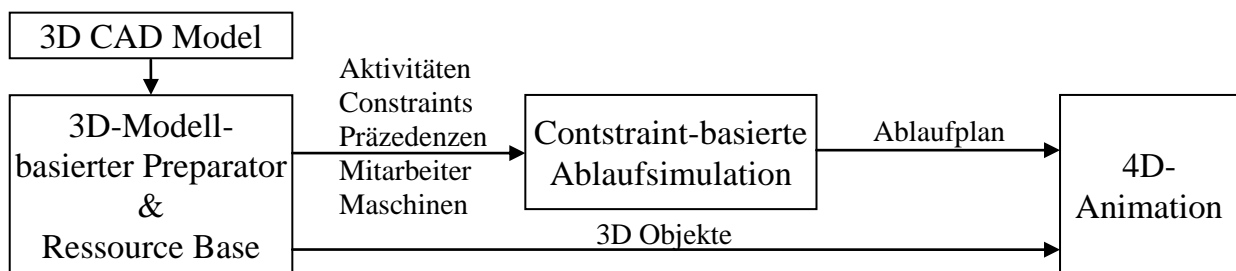 3D CAD Model
3D-Modell-
basierter Preparator
&
Ressource Base
Aktivitäten
Constraints
Präzedenzen
Mitarbeiter
Maschinen
Contstraint-basierte
Ablaufsimulation
Ablaufplan
3D Objekte
4D-
Animation